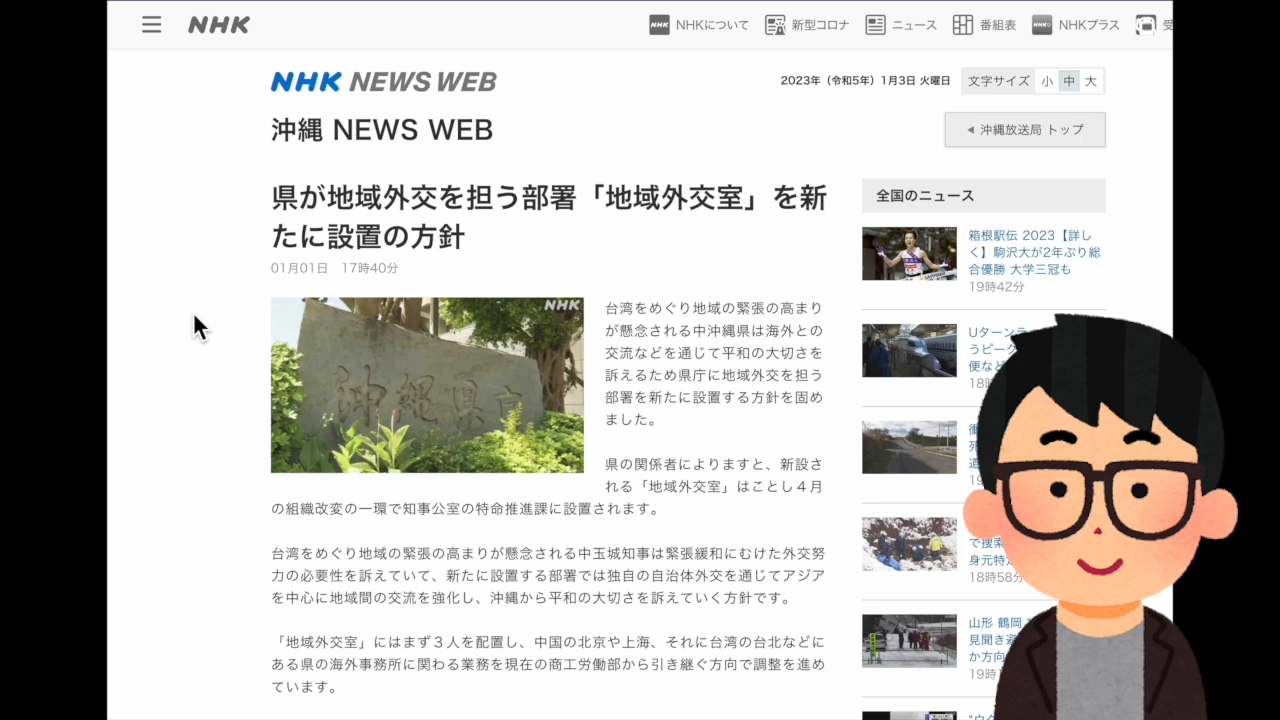 NHK
NHKについて
新型コロナ
ニュース
番組表
NHKプラス
受
NHK NEWS WEB
2023年（令和5年）1月3日 火曜日
文字サイズ 小 中 大
沖縄 NEWS WEB
◀ 沖縄放送局 トップ
県が地域外交を担う部署「地域外交室」を新
たに設置の方針
01月01日 17時40分
NHK
沖縄県庁
台湾をめぐり地域の緊張の高まり
が懸念される中沖縄県は海外との
交流などを通じて平和の大切さを
訴えるため県庁に地域外交を担う
部署を新たに設置する方針を固め
ました。
県の関係者によりますと、新設さ
れる「地域外交室」はことし４月
の組織改変の一環で知事公室の特命推進課に設置されます。
台湾をめぐり地域の緊張の高まりが懸念される中玉城知事は緊張緩和にむけた外交努
力の必要性を訴えていて、新たに設置する部署では独自の自治体外交を通じてアジア
を中心に地域間の交流を強化し、沖縄から平和の大切さを訴えていく方針です。
「地域外交室」にはまず３人を配置し、中国の北京や上海、それに台湾の台北などに
ある県の海外事務所に関わる業務を現在の商工労働部から引き継ぐ方向で調整を進め
ています。
全国のニュース
箱根駅伝 2023【詳し
く】駒沢大が2年ぶり総
合優勝 大学三冠も
19時42分
Uターンラ
うピーク
便など
18時
道
19
で捜索
身元特定
18時58分
山形 鶴岡
見聞き過
か方向
19時